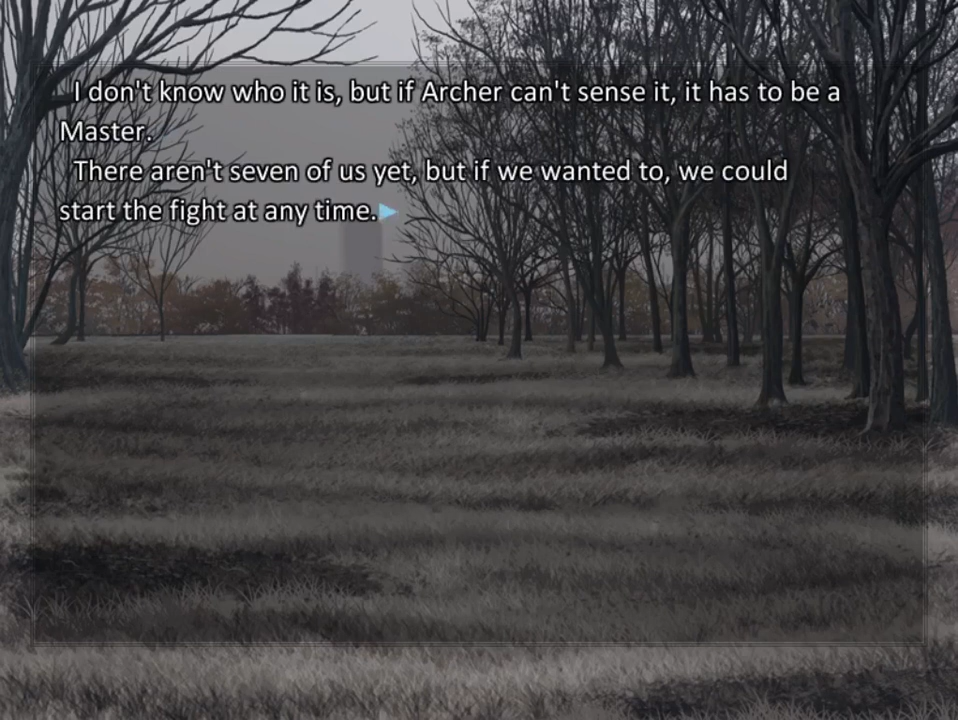 I don't know who it is, but if Archer can't sense it, it has to be a
Master.
There aren't seven of us yet, but if we wanted to, we could
start the fight at any time.